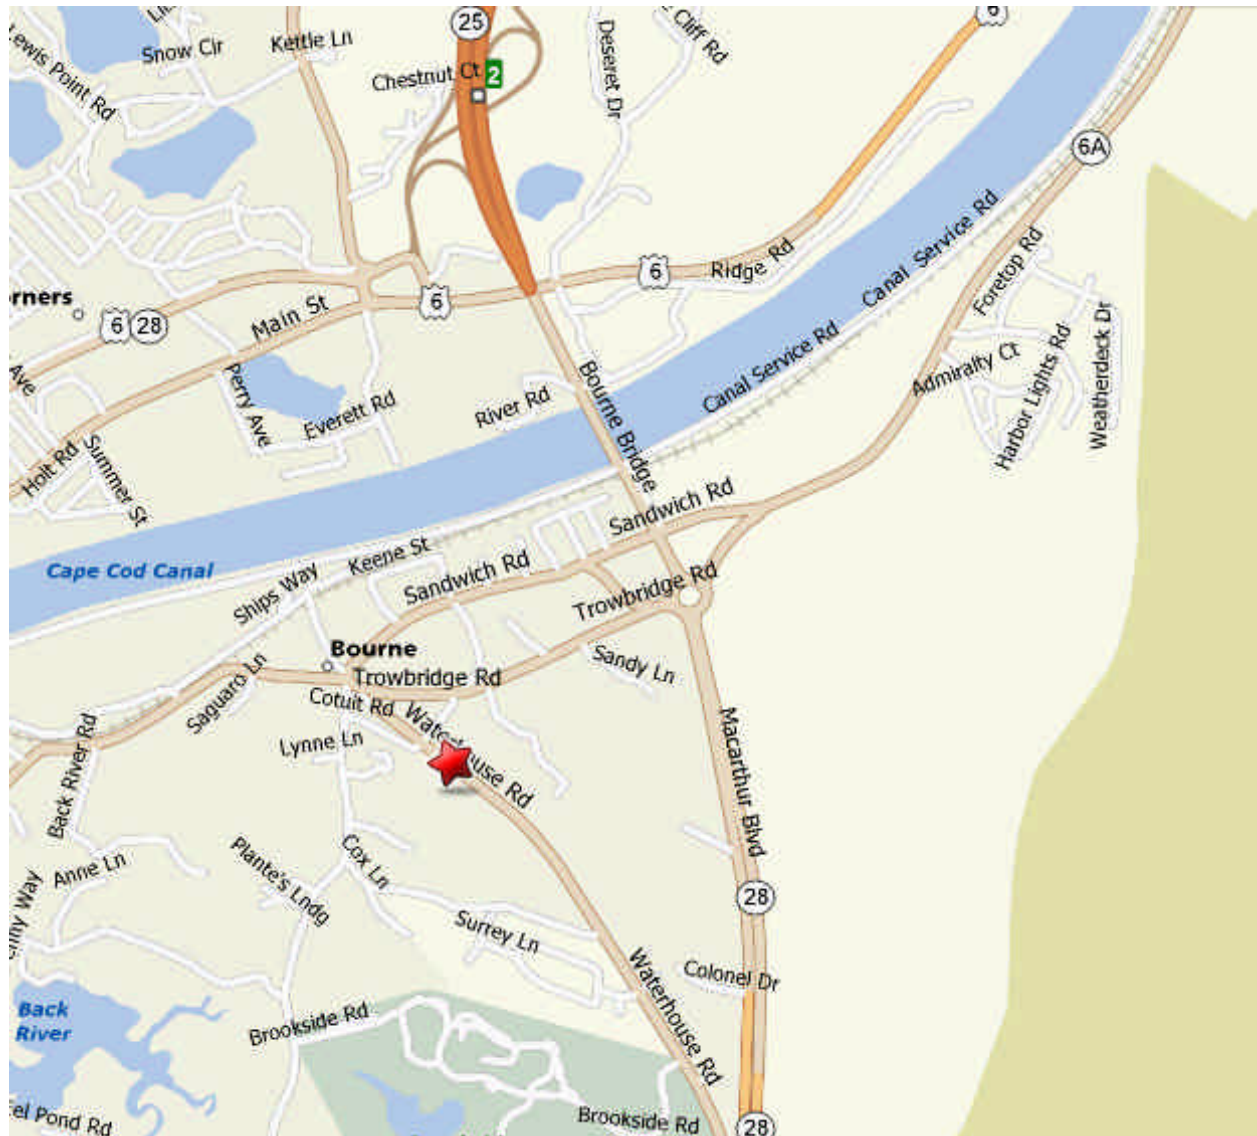 Lewis Point Rd
Snow Cir
Kettle Ln
25
Chestnut Ct
2
Deseret Dr
Cliff Rd
6
6A
Canal Service Rd
Foretop Rd
Ridge Rd
6
6
6
28
Main St
Weatherdeck Dr
Harbor Lights Rd
Admiralty Ct
Canal Service Rd
Bourne Bridge
River Rd
Perry Ave
Everett Rd
Ave
Holt Rd
Summer St
Sandwich Rd
Cape Cod Canal
Keene St
Ships Way
Sandwich Rd
Trowbridge Rd
Bourne
Trowbridge Rd
Sandy Ln
Saguaro Ln
Cotuit Rd
Lynne Ln
Back River Rd
Macarthur Blvd
Anne Ln
Plante's Lndg
Cox Ln
28
Surrey Ln
Waterhouse Rd
Colonel Dr
Back
River
Brookside Rd
Brookside Rd
Pond Rd
28